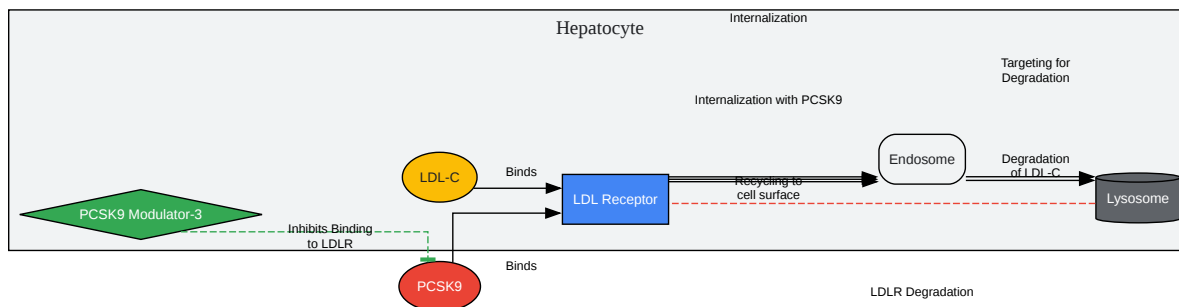 Internalization
Hepatocyte
Targeting for
Degradation
Internalization with PCSK9
Endosome
LDL-C
Binds
Degradation
of LDL-C
Recycling to
cell surface
LDL Receptor
Lysosome
PCSK9 Modulator-3
Inhibits Binding
to LDLR
Binds
PCSK9
LDLR Degradation